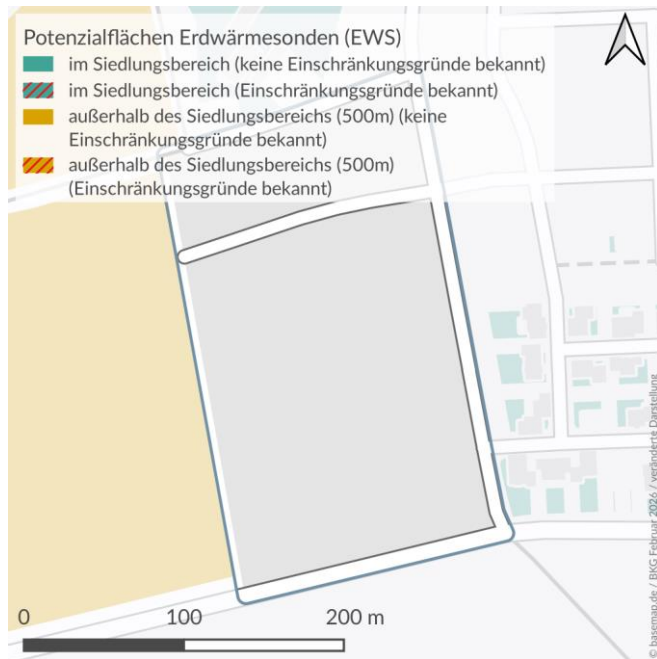 Potenzialflächen Erdwärmesonden (EWS)
im Siedlungsbereich (keine Einschränkungsgründe bekannt)
im Siedlungsbereich (Einschränkungsgründe bekannt)
außerhalb des Siedlungsbereichs (500m) (keine
Einschränkungsgründe bekannt)
außerhalb des Siedlungsbereichs (500m)
(Einschränkungsgründe bekannt)
0 100 200 m
© basemap.de / BKG Februar 2026 / veränderte Darstellung